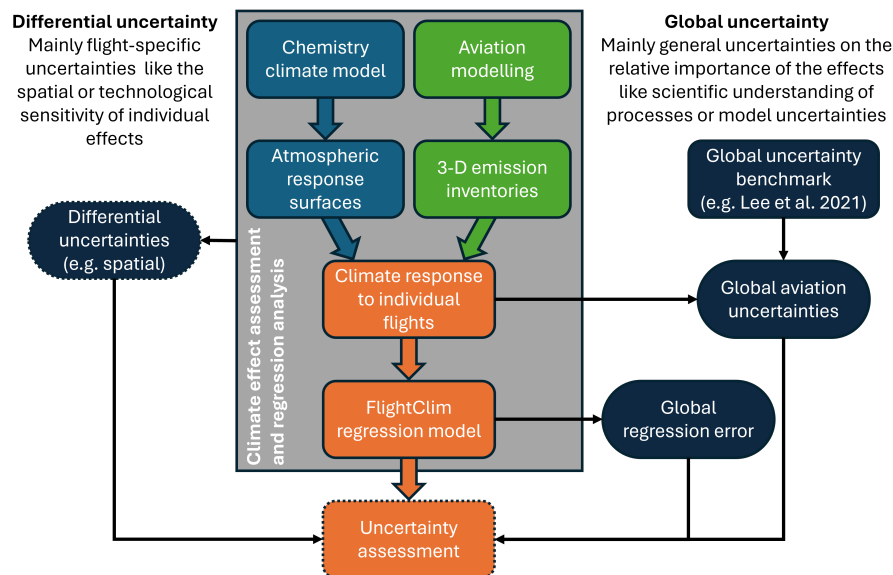 Differential uncertainty
Mainly flight-specific
uncertainties like the
spatial or technological
sensitivity of individual
effects
Chemistry
climate model
Aviation
modelling
Global uncertainty
Mainly general uncertainties on the
relative importance of the effects
like scientific understanding of
processes or model uncertainties
Atmospheric
response
surfaces
3-D emission
inventories
Global uncertainty
benchmark
(e.g. Lee et al. 2021)
Differential
uncertainties
(e.g. spatial)
Climate effect assessment
and regression analysis
Climate response
to individual
flights
Global aviation
uncertainties
FlightClim
regression model
Global
regression error
Uncertainty
assessment